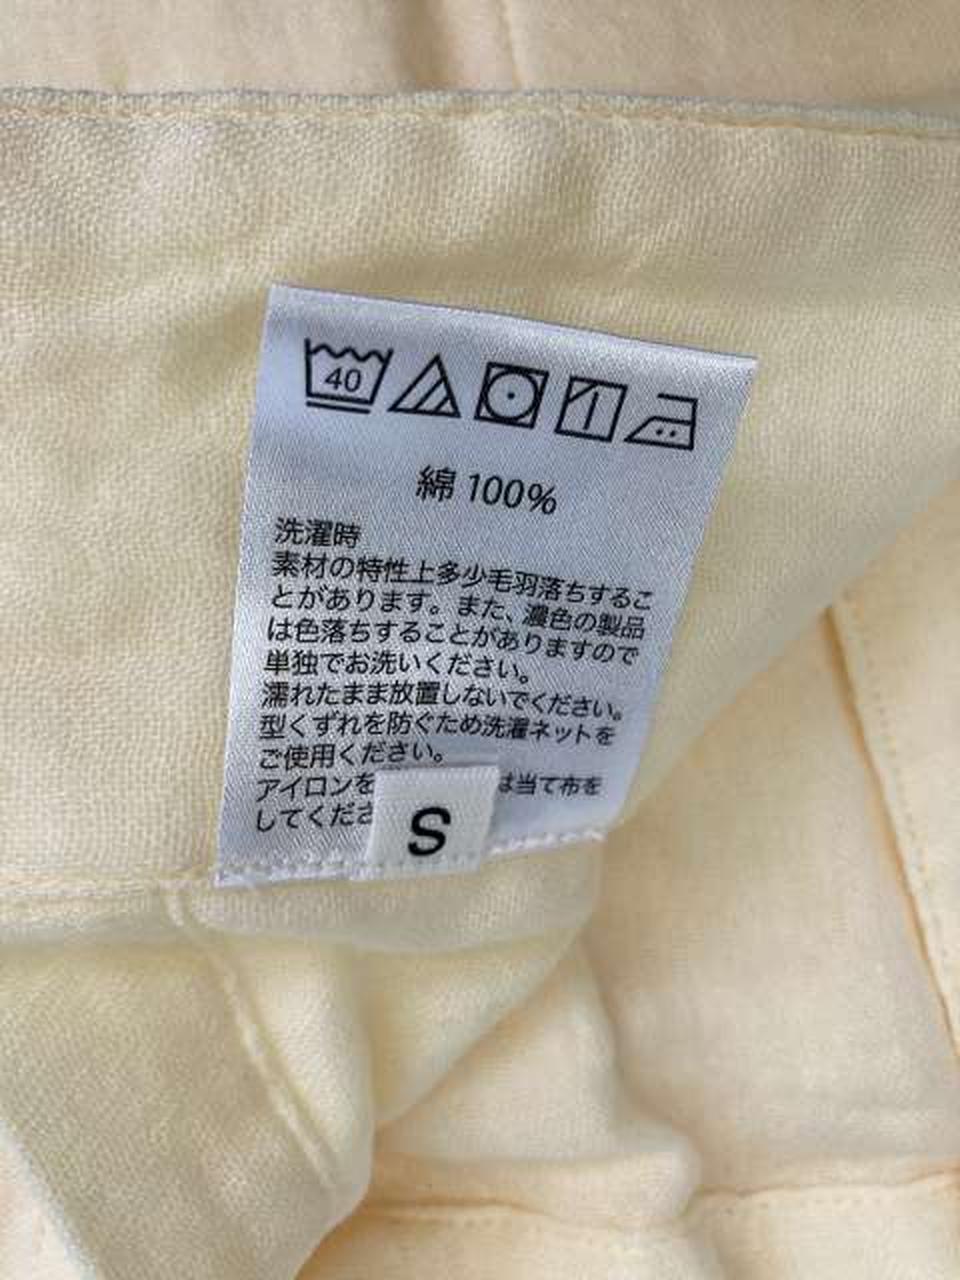 40
綿 100%
洗濯時
素材の特性上多少毛羽落ちするこ
とがあります。また、濃色の製品
は色落ちすることがありますので
単独でお洗いください。
濡れたまま放置しないでください。
型くずれを防ぐため洗濯ネットを
ご使用ください。
アイロンを は当て布を
してくださ
S